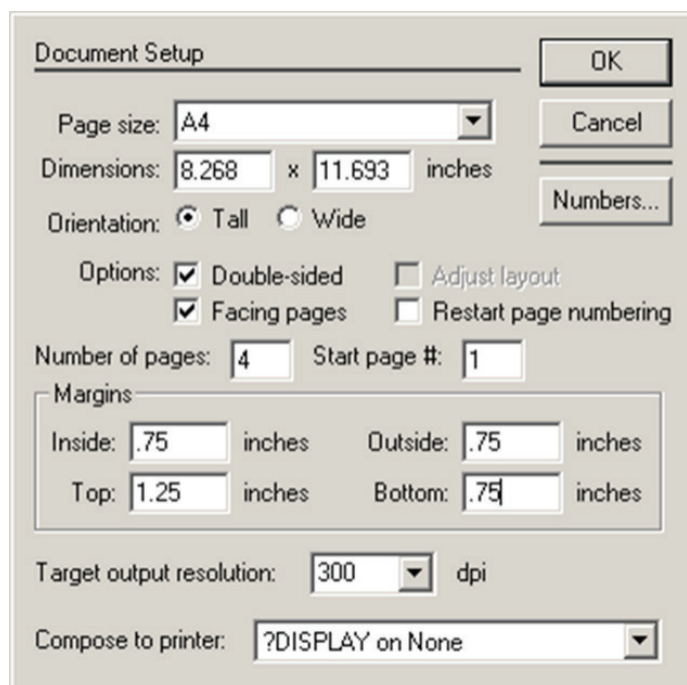 Document Setup
OK
Page size: A4
Cancel
Dimensions: 8.268 x 11.693 inches
Numbers...
Orientation: Tall Wide
Options: Double-sided Adjust layout
Facing pages Restart page numbering
Number of pages: 4 Start page #: 1
Margins
Inside: .75 inches Outside: .75 inches
Top: 1.25 inches Bottom: .75 inches
Target output resolution: 300 dpi
Compose to printer: ?DISPLAY on None